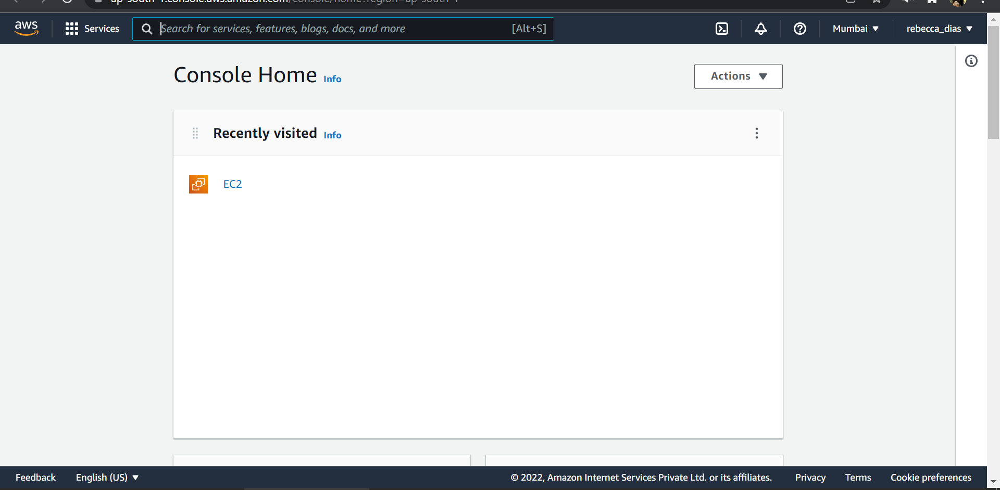 ap-south-1.console.aws.amazon.com/console/home?region=ap-south-1
aws Services Search for services, features, blogs, docs, and more [Alt+S] Mumbai ▼ rebecca_dias ▼
Console Home Info
Actions ▼
Recently visited Info
EC2
Feedback English (US) ▼ © 2022, Amazon Internet Services Private Ltd. or its affiliates. Privacy Terms Cookie preferences